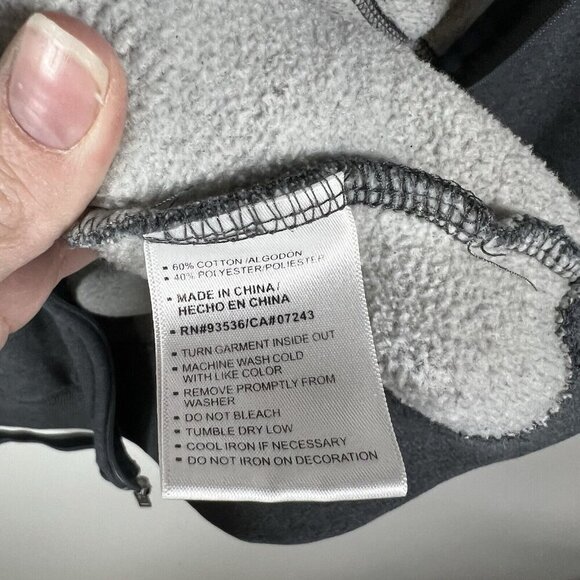 ▪ 60% COTTON/ALGODON
▪ 40% POLYESTER/POLIESTER
▪ MADE IN CHINA/
HECHO EN CHINA
▪ RN#93536/CA#07243
▪ TURN GARMENT INSIDE OUT
▪ MACHINE WASH COLD
WITH LIKE COLOR
▪ REMOVE PROMPTLY FROM
WASHER
▪ DO NOT BLEACH
▪ TUMBLE DRY LOW
▪ COOL IRON IF NECESSARY
▪ DO NOT IRON ON DECORATION